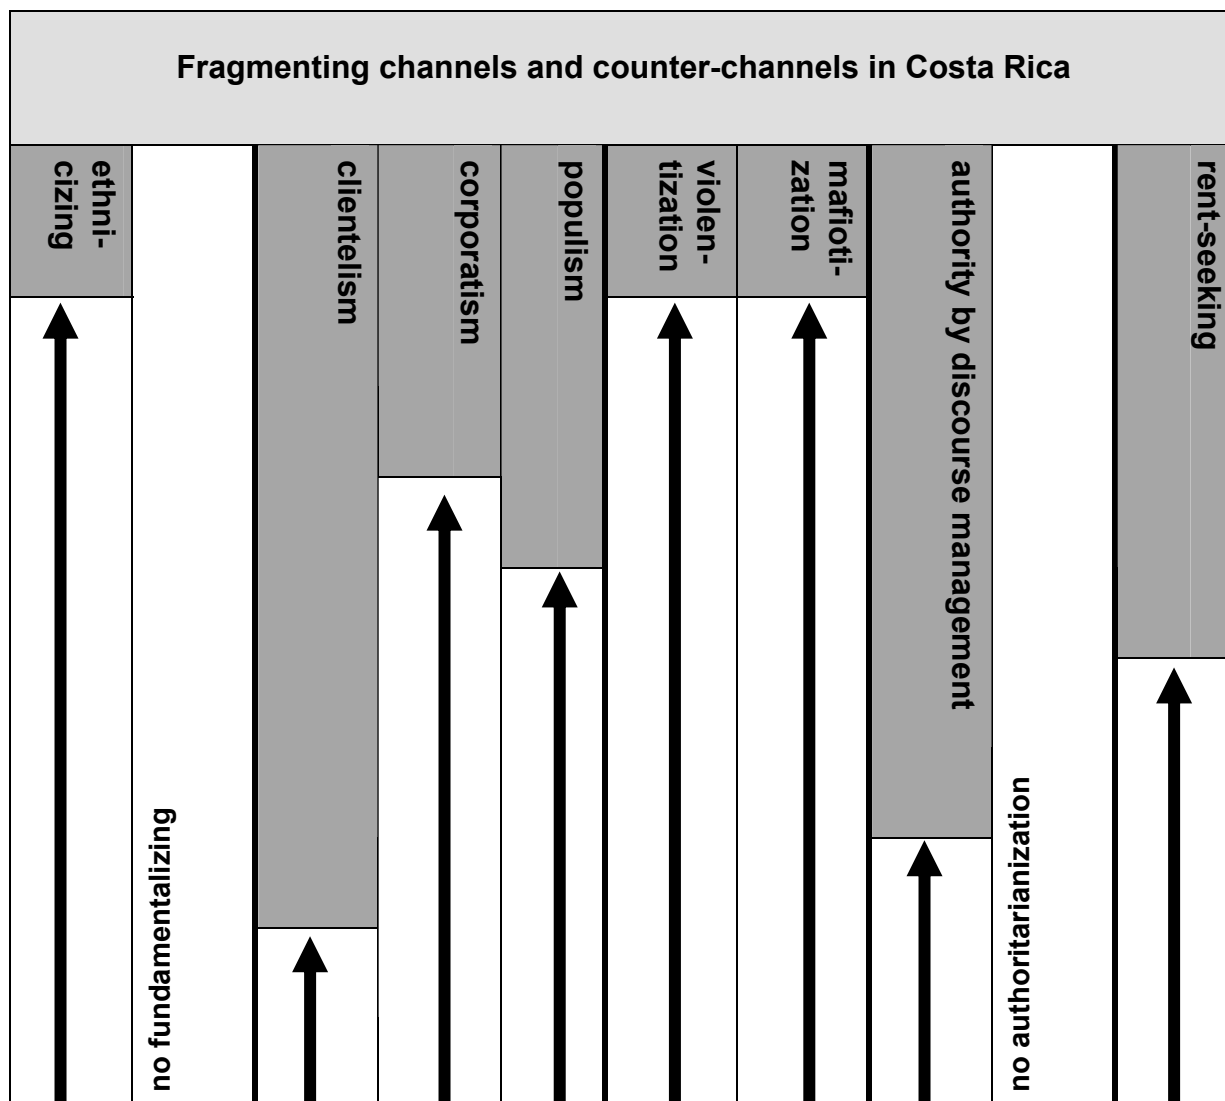 Fragmenting channels and counter-channels in Costa Rica
ethni-
cizing
no fundamentalizing
clientelism
corporatism
populism
violen-
tization
mafioti-
zation
authority by discourse management
no authoritarianization
rent-seeking